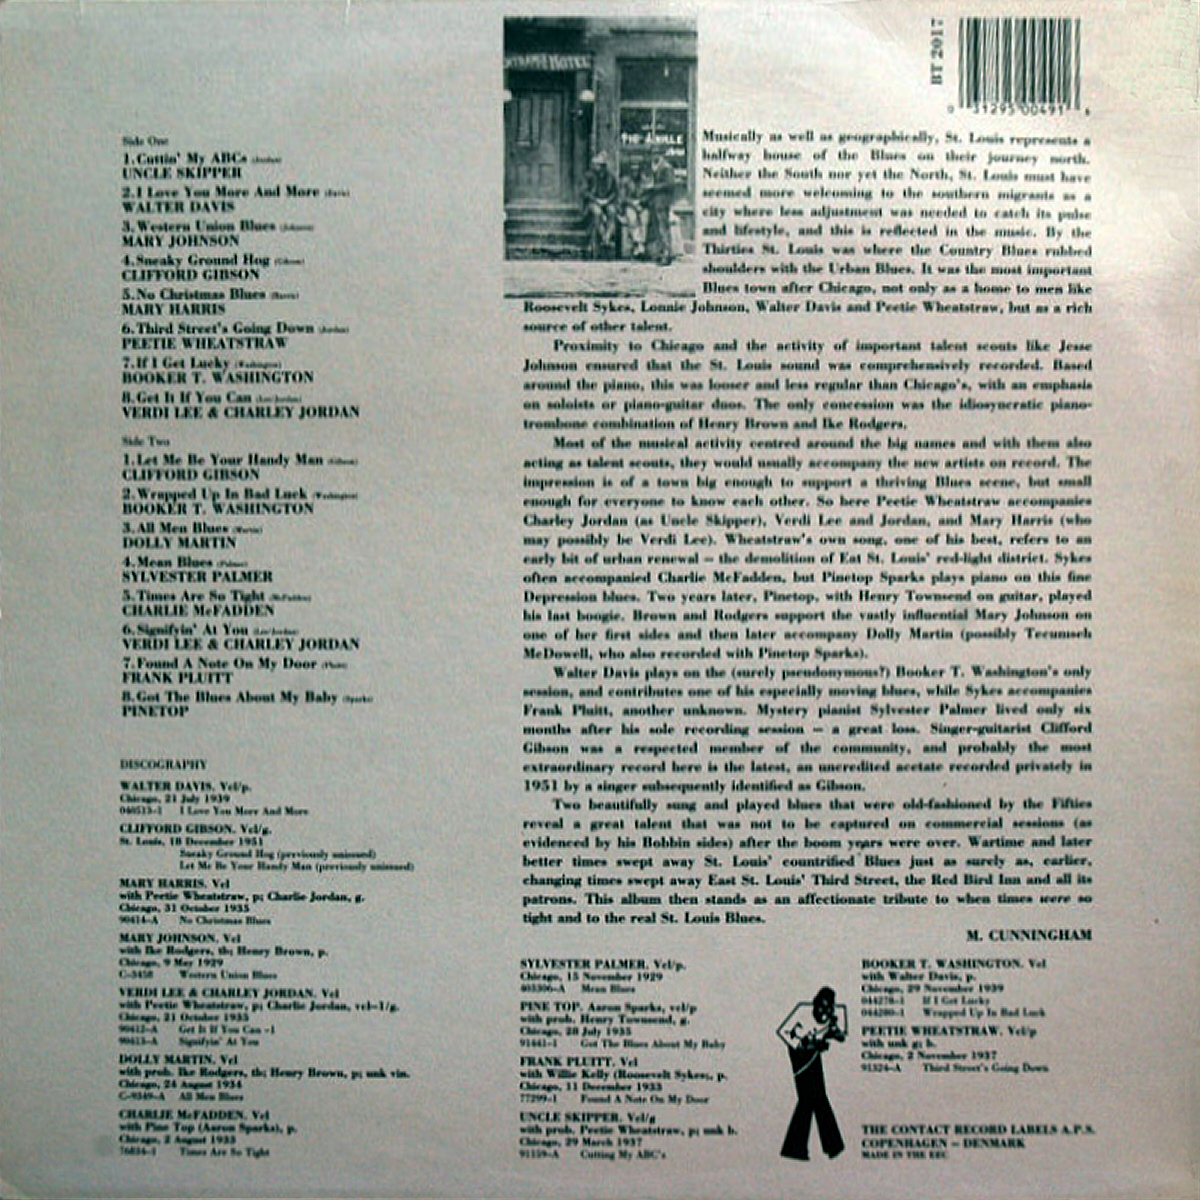 BT 2017
Side One
1. Cuttin' My ABCs (Jordan)
UNCLE SKIPPER
2. I Love You More And More (Davis)
WALTER DAVIS
3. Western Union Blues (Johnson)
MARY JOHNSON
4. Sneaky Ground Hog (Gibson)
CLIFFORD GIBSON
5. No Christmas Blues (Harris)
MARY HARRIS
6. Third Street's Going Down (Jordan)
PEETIE WHEATSTRAW
7. If I Get Lucky (Washington)
BOOKER T. WASHINGTON
8. Get It If You Can (Lee/Jordan)
VERDI LEE & CHARLEY JORDAN
Side Two
1. Let Me Be Your Handy Man (Gibson)
CLIFFORD GIBSON
2. Wrapped Up In Bad Luck (Washington)
BOOKER T. WASHINGTON
3. All Men Blues (Martin)
DOLLY MARTIN
4. Mean Blues (Palmer)
SYLVESTER PALMER
5. Times Are So Tight (McFadden)
CHARLIE McFADDEN
6. Signifyin' At You (Lee/Jordan)
VERDI LEE & CHARLEY JORDAN
7. Found A Note On My Door
FRANK PLUITT
8. Got The Blues About My Baby (Sparks)
PINETOP
DISCOGRAPHY
WALTER DAVIS. Vcl/p.
Chicago, 21 July 1939
040513-1 I Love You More And More
CLIFFORD GIBSON. Vcl/g.
St. Louis, 18 December 1951
Sneaky Ground Hog (previously unissued)
Let Me Be Your Handy Man (previously unissued)
MARY HARRIS. Vcl
with Peetie Wheatstraw, p; Charlie Jordan, g.
Chicago, 31 October 1935
90414-A No Christmas Blues
MARY JOHNSON. Vcl
with Ike Rodgers, tb; Henry Brown, p.
Chicago, 9 May 1929
C-3458 Western Union Blues
VERDI LEE & CHARLEY JORDAN. Vcl
with Peetie Wheatstraw, p; Charlie Jordan, vcl-1/g.
Chicago, 21 October 1935
90412-A Get It If You Can -1
90413-A Signifyin' At You
DOLLY MARTIN. Vcl
with prob. Ike Rodgers, tb; Henry Brown, p; unk vln.
Chicago, 24 August 1934
C-9349-A All Men Blues
CHARLIE McFADDEN. Vcl
with Pine Top (Aaron Sparks), p.
Chicago, 2 August 1933
76834-1 Times Are So Tight
Musically as well as geographically, St. Louis represents a
halfway house of the Blues on their journey north.
Neither the South nor yet the North, St. Louis must have
seemed more welcoming to the southern migrants as a
city where less adjustment was needed to catch its pulse
and lifestyle, and this is reflected in the music. By the
Thirties St. Louis was where the Country Blues rubbed
shoulders with the Urban Blues. It was the most important
Blues town after Chicago, not only as a home to men like
Roosevelt Sykes, Lonnie Johnson, Walter Davis and Peetie Wheatstraw, but as a rich
source of other talent.
Proximity to Chicago and the activity of important talent scouts like Jesse
Johnson ensured that the St. Louis sound was comprehensively recorded. Based
around the piano, this was looser and less regular than Chicago's, with an emphasis
on soloists or piano-guitar duos. The only concession was the idiosyncratic piano-
trombone combination of Henry Brown and Ike Rodgers.
Most of the musical activity centred around the big names and with them also
acting as talent scouts, they would usually accompany the new artists on record. The
impression is of a town big enough to support a thriving Blues scene, but small
enough for everyone to know each other. So here Peetie Wheatstraw accompanies
Charley Jordan (as Uncle Skipper), Verdi Lee and Jordan, and Mary Harris (who
may possibly be Verdi Lee). Wheatstraw's own song, one of his best, refers to an
early bit of urban renewal – the demolition of Eat St. Louis' red-light district. Sykes
often accompanied Charlie McFadden, but Pinetop Sparks plays piano on this fine
Depression blues. Two years later, Pinetop, with Henry Townsend on guitar, played
his last boogie. Brown and Rodgers support the vastly influential Mary Johnson on
one of her first sides and then later accompany Dolly Martin (possibly Tecumseh
McDowell, who also recorded with Pinetop Sparks).
Walter Davis plays on the (surely pseudonymous?) Booker T. Washington's only
session, and contributes one of his especially moving blues, while Sykes accompanies
Frank Pluitt, another unknown. Mystery pianist Sylvester Palmer lived only six
months after his sole recording session – a great loss. Singer-guitarist Clifford
Gibson was a respected member of the community, and probably the most
extraordinary record here is the latest, an uncredited acetate recorded privately in
1951 by a singer subsequently identified as Gibson.
Two beautifully sung and played blues that were old-fashioned by the Fifties
reveal a great talent that was not to be captured on commercial sessions (as
evidenced by his Bobbin sides) after the boom years were over. Wartime and later
better times swept away St. Louis' countrified Blues just as surely as, earlier,
changing times swept away East St. Louis' Third Street, the Red Bird Inn and all its
patrons. This album then stands as an affectionate tribute to when times were so
tight and to the real St. Louis Blues.
M. CUNNINGHAM
SYLVESTER PALMER. Vcl/p.
Chicago, 15 November 1929
403306-A Mean Blues
PINE TOP. Aaron Sparks, vcl/p
with prob. Henry Townsend, g.
Chicago, 28 July 1935
91441-1 Got The Blues About My Baby
FRANK PLUITT. Vcl
with Willie Kelly (Roosevelt Sykes), p.
Chicago, 11 December 1933
77299-1 Found A Note On My Door
UNCLE SKIPPER. Vcl/g
with prob. Peetie Wheatstraw, p; unk b.
Chicago, 29 March 1937
91159-A Cutting My ABC's
BOOKER T. WASHINGTON. Vcl
with Walter Davis, p.
Chicago, 29 November 1939
044278-1 If I Get Lucky
044280-1 Wrapped Up In Bad Luck
PEETIE WHEATSTRAW. Vcl/p
with unk g; b.
Chicago, 2 November 1937
91324-A Third Street's Going Down
THE CONTACT RECORD LABELS A.P.S.
COPENHAGEN – DENMARK
MADE IN THE EEC